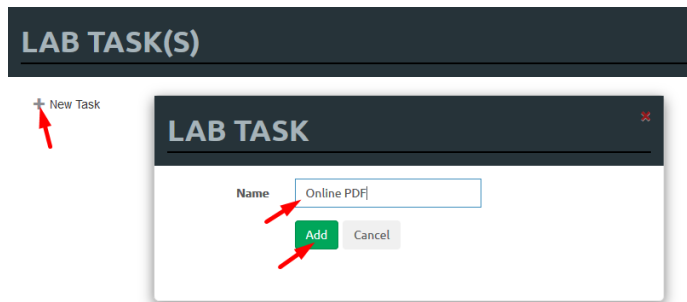 LAB TASK(S)
New Task
LAB TASK
Name Online PDF
Add Cancel